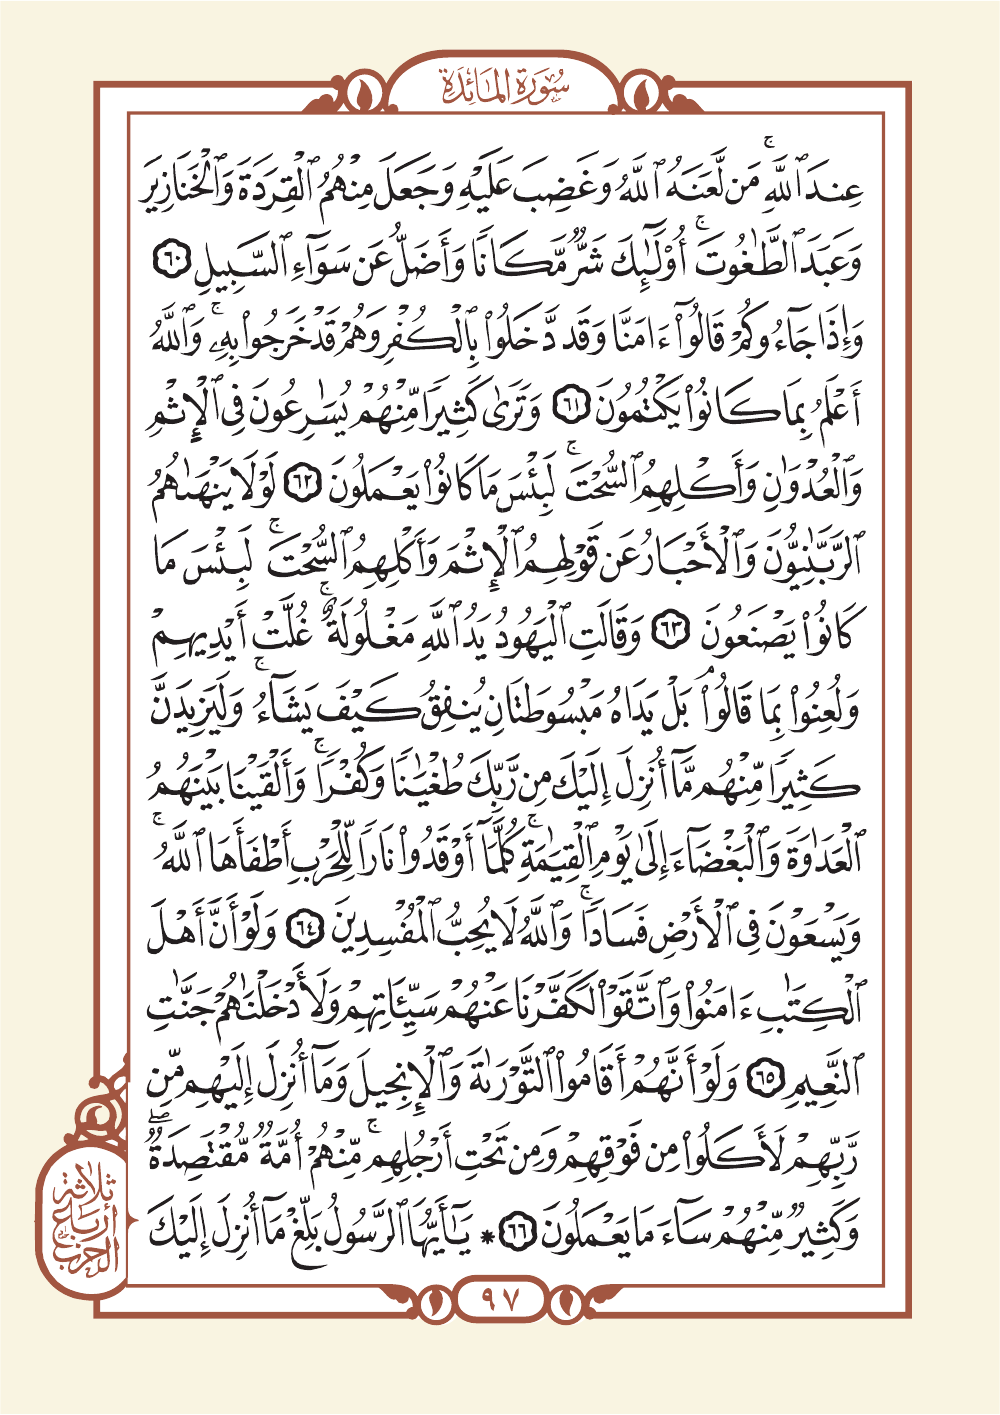 سُورَةُ المَائِدَةِ
عِندَ ٱللَّهِۚ مَن لَّعَنَهُ ٱللَّهُ وَغَضِبَ عَلَيْهِ وَجَعَلَ مِنْهُمُ ٱلْقِرَدَةَ وَٱلْخَنَازِيرَ
وَعَبَدَ ٱلطَّٰغُوتَۚ أُوْلَٰٓئِكَ شَرٌّ مَّكَانًا وَأَضَلُّ عَن سَوَآءِ ٱلسَّبِيلِ ٦٠
وَإِذَا جَآءُوكُمْ قَالُوٓاْ ءَامَنَّا وَقَد دَّخَلُواْ بِٱلْكُفْرِ وَهُمْ قَدْ خَرَجُواْ بِهِۦۚ وَٱللَّهُ
أَعْلَمُ بِمَا كَانُواْ يَكْتُمُونَ ٦١ وَتَرَىٰ كَثِيرًا مِّنْهُمْ يُسَٰرِعُونَ فِى ٱلْإِثْمِ
وَٱلْعُدْوَٰنِ وَأَكْلِهِمُ ٱلسُّحْتَۚ لَبِئْسَ مَا كَانُواْ يَعْمَلُونَ ٦٢ لَوْلَا يَنْهَىٰهُمُ
ٱلرَّبَّٰنِيُّونَ وَٱلْأَحْبَارُ عَن قَوْلِهِمُ ٱلْإِثْمَ وَأَكْلِهِمُ ٱلسُّحْتَۚ لَبِئْسَ مَا
كَانُواْ يَصْنَعُونَ ٦٣ وَقَالَتِ ٱلْيَهُودُ يَدُ ٱللَّهِ مَغْلُولَةٌۚ غُلَّتْ أَيْدِيهِمْ
وَلُعِنُواْ بِمَا قَالُواْۘ بَلْ يَدَاهُ مَبْسُوطَتَانِ يُنفِقُ كَيْفَ يَشَآءُۚ وَلَيَزِيدَنَّ
كَثِيرًا مِّنْهُم مَّآ أُنزِلَ إِلَيْكَ مِن رَّبِّكَ طُغْيَٰنًا وَكُفْرًاۚ وَأَلْقَيْنَا بَيْنَهُمُ
ٱلْعَدَٰوَةَ وَٱلْبَغْضَآءَ إِلَىٰ يَوْمِ ٱلْقِيَٰمَةِۚ كُلَّمَآ أَوْقَدُواْ نَارًا لِّلْحَرْبِ أَطْفَأَهَا ٱللَّهُۚ
وَيَسْعَوْنَ فِى ٱلْأَرْضِ فَسَادًاۚ وَٱللَّهُ لَا يُحِبُّ ٱلْمُفْسِدِينَ ٦٤ وَلَوْ أَنَّ أَهْلَ
ٱلْكِتَٰبِ ءَامَنُواْ وَٱتَّقَوْاْ لَكَفَّرْنَا عَنْهُمْ سَيِّـَٔاتِهِمْ وَلَأَدْخَلْنَٰهُمْ جَنَّٰتِ
ٱلنَّعِيمِ ٦٥ وَلَوْ أَنَّهُمْ أَقَامُواْ ٱلتَّوْرَىٰةَ وَٱلْإِنجِيلَ وَمَآ أُنزِلَ إِلَيْهِم مِّن
رَّبِّهِمْ لَأَكَلُواْ مِن فَوْقِهِمْ وَمِن تَحْتِ أَرْجُلِهِمۚ مِّنْهُمْ أُمَّةٌ مُّقْتَصِدَةٌۖ
وَكَثِيرٌ مِّنْهُمْ سَآءَ مَا يَعْمَلُونَ ٦٦ * يَٰٓأَيُّهَا ٱلرَّسُولُ بَلِّغْ مَآ أُنزِلَ إِلَيْكَ
ثلاثة
أرباع
الحزب
٩٧